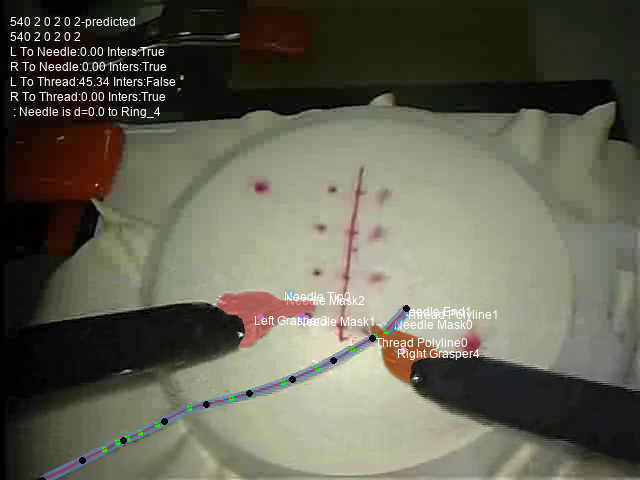 540 2 0 2 0 2-predicted
540 2 0 2 0 2
L To Needle:0.00 Inters:True
R To Needle:0.00 Inters:True
L To Thread:45.34 Inters:False
R To Thread:0.00 Inters:True
: Needle is d=0.0 to Ring_4
Needle Tip0
Needle Mask2
Left Grasper3
Needle Mask1
Needle End1
Thread Polyline1
Needle Mask0
Thread Polyline0
Right Grasper4